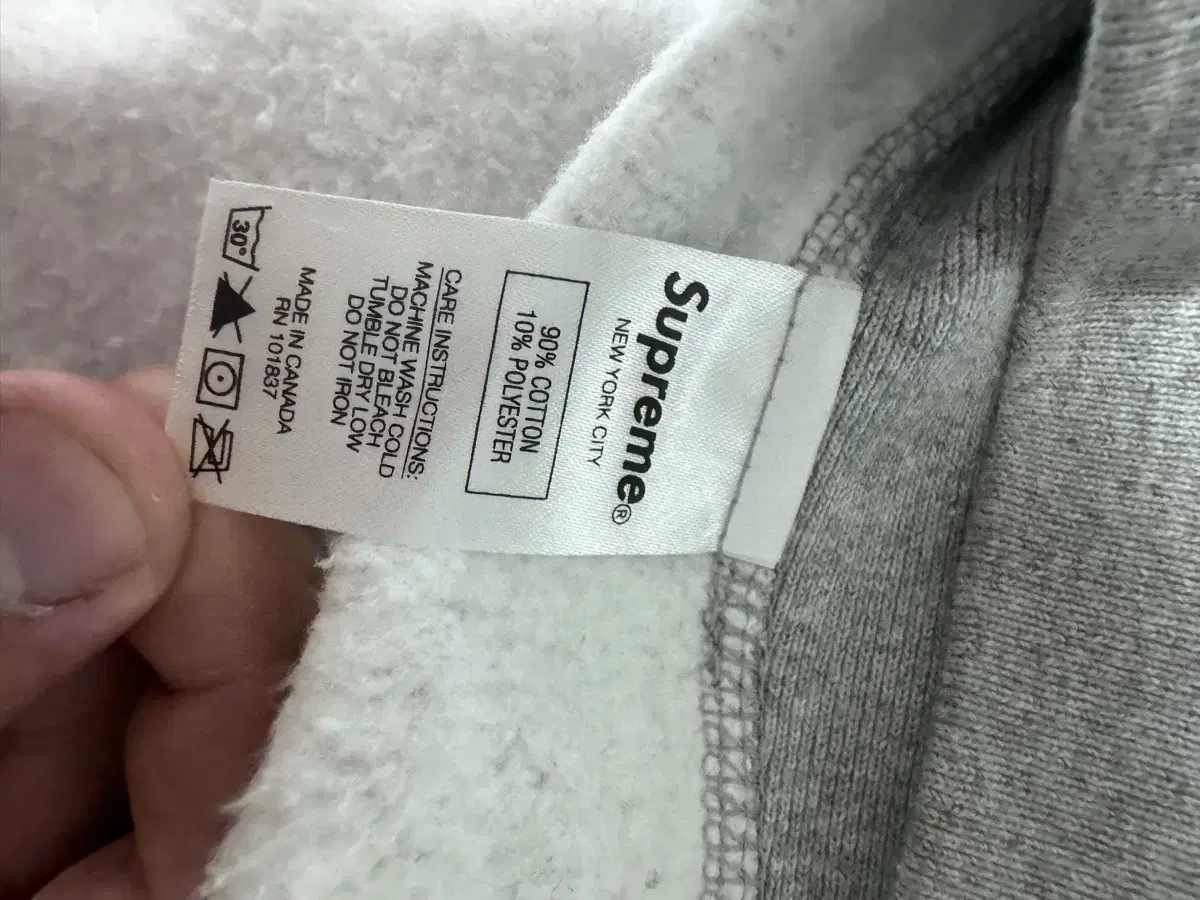 Supreme®
NEW YORK CITY
90% COTTON
10% POLYESTER
CARE INSTRUCTIONS:
MACHINE WASH COLD
DO NOT BLEACH
TUMBLE DRY LOW
DO NOT IRON
MADE IN CANADA
RN 101837
30°